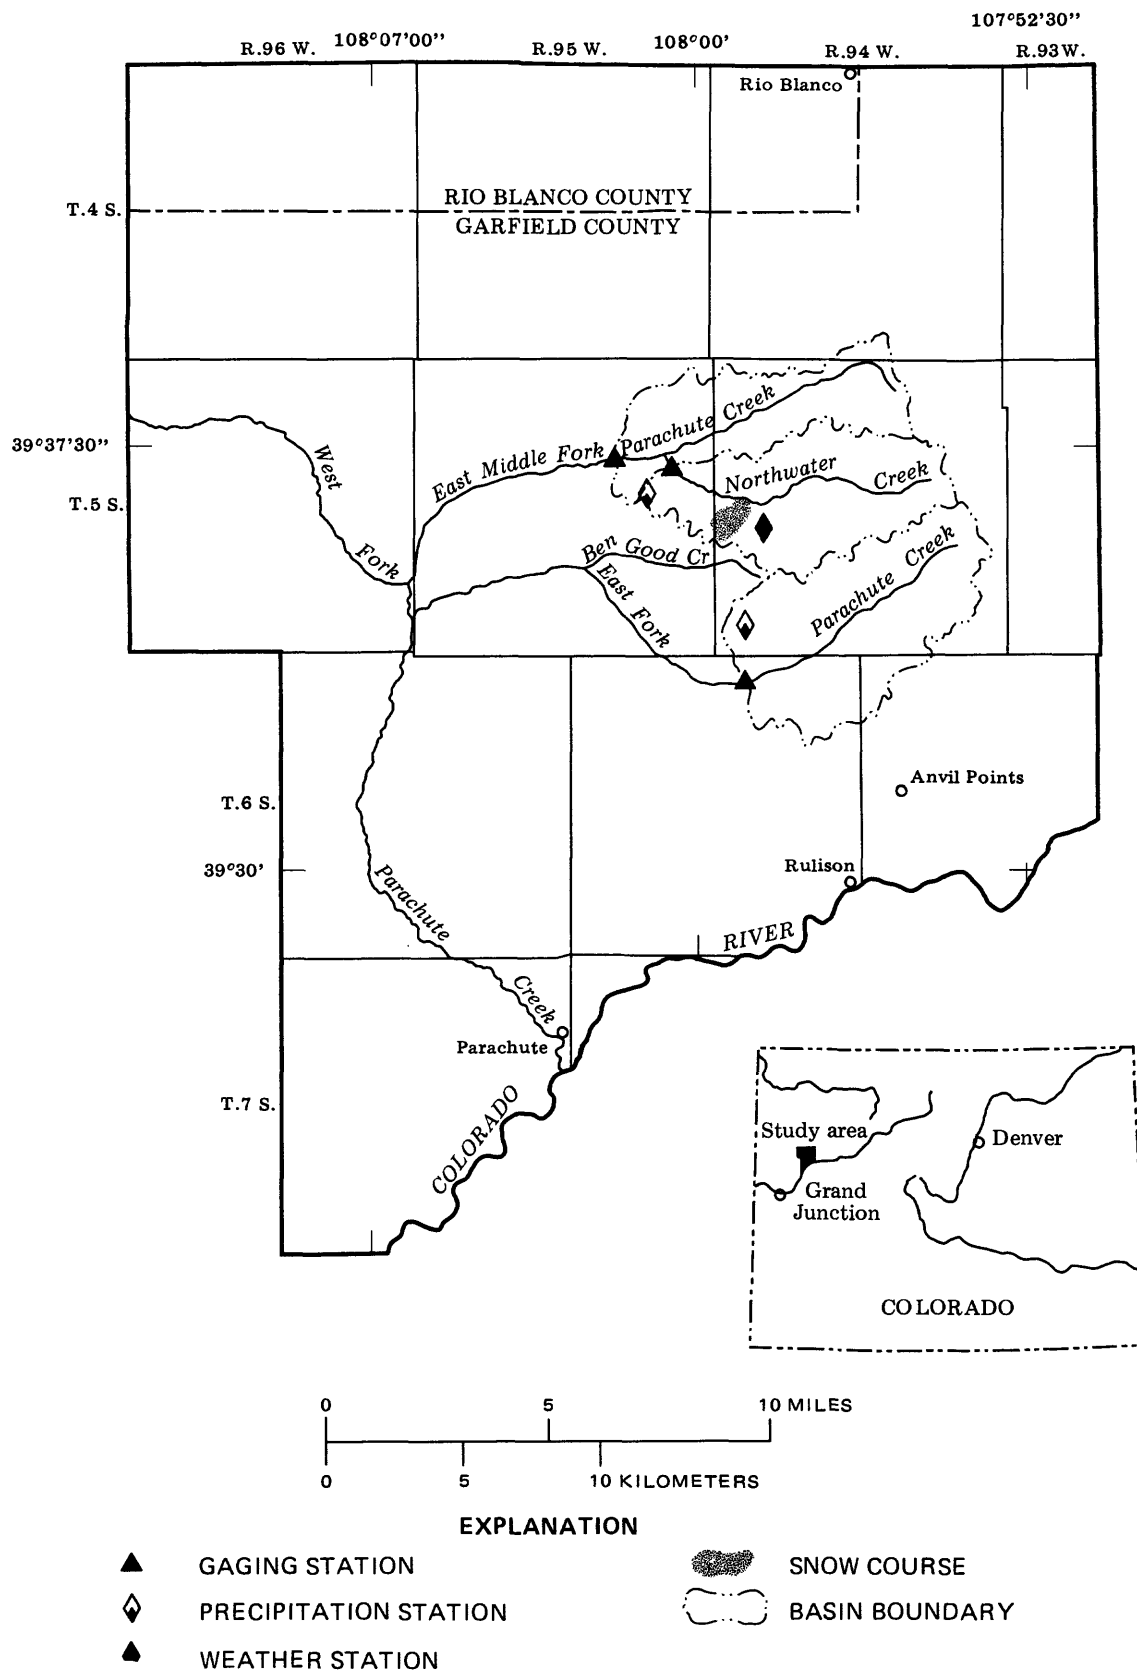 107°52'30"
R.96 W. 108°07'00" R.95 W. 108°00' R.94 W. R.93W.
Rio Blanco
T.4 S.
RIO BLANCO COUNTY
GARFIELD COUNTY
39°37'30"
West
Fork
East Middle Fork
Parachute Creek
Northwater
Creek
T.5 S.
Ben Good Cr
East Fork
Parachute Creek
Anvil Points
T.6 S.
Rulison
39°30'
Parachute
Creek
RIVER
Parachute
COLORADO
T.7 S.
Study area
Denver
Grand
Junction
COLORADO
0 5 10 MILES
0 5 10 KILOMETERS
EXPLANATION
GAGING STATION
PRECIPITATION STATION
WEATHER STATION
SNOW COURSE
BASIN BOUNDARY